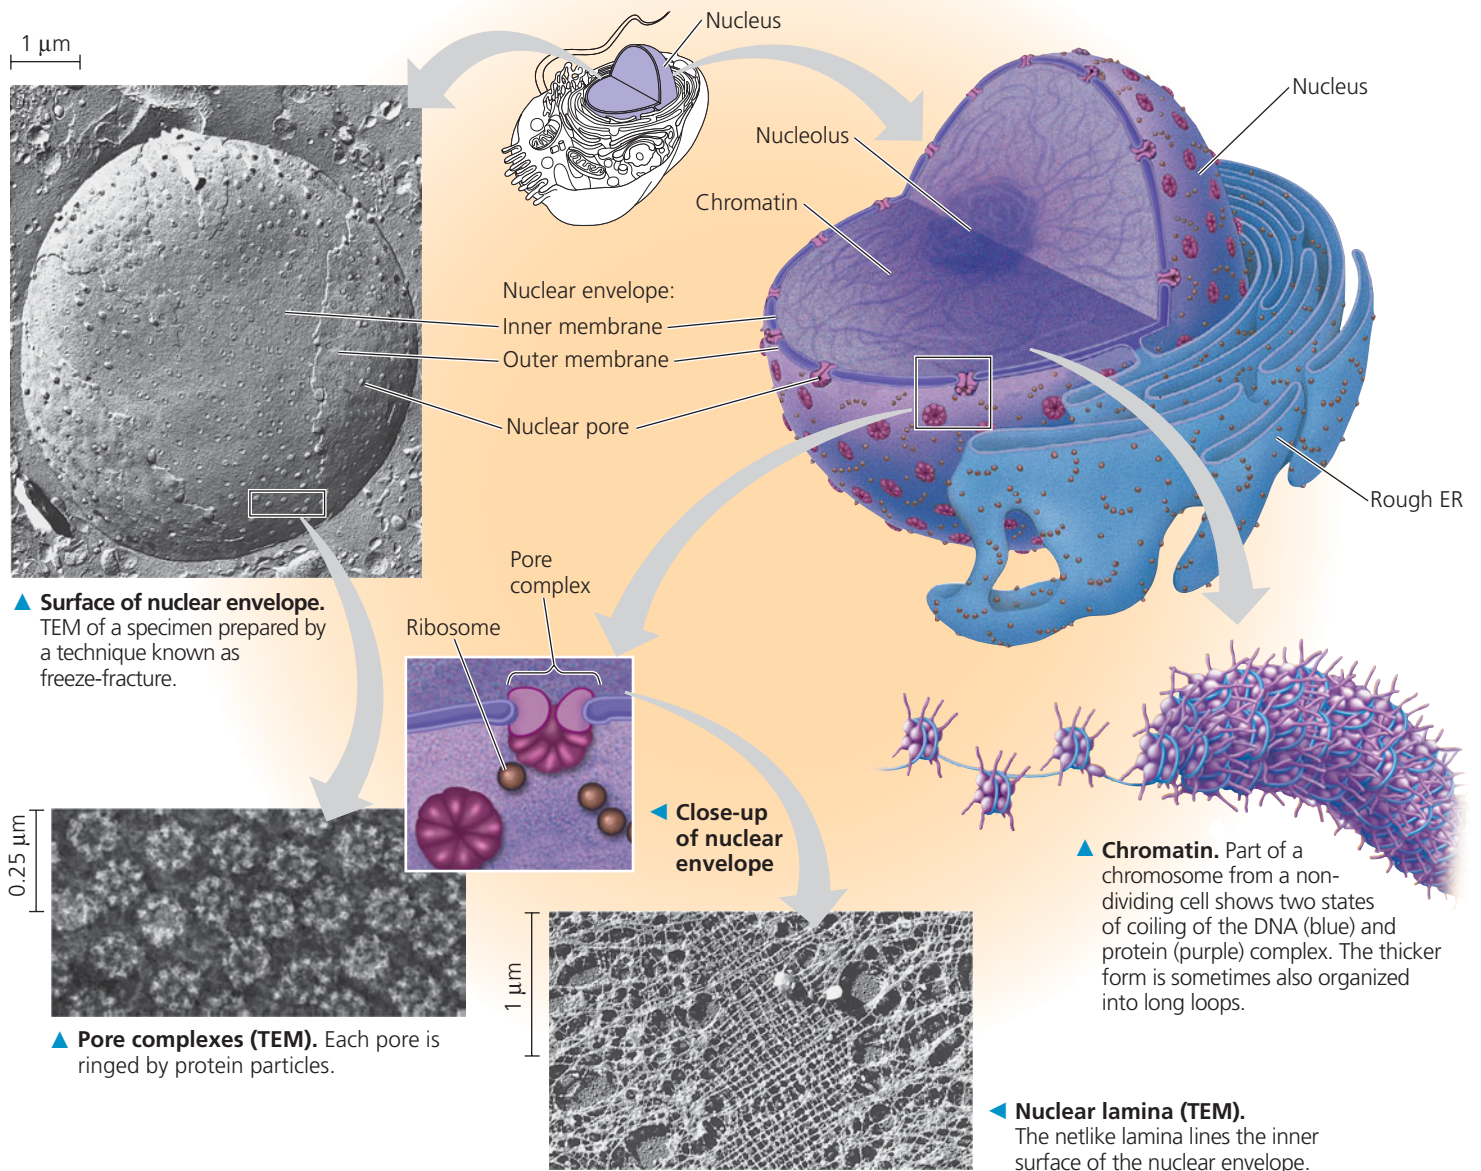 Nucleus
1 μm
Nucleus
Nucleolus
Chromatin
Nuclear envelope:
Inner membrane
Outer membrane
Nuclear pore
Rough ER
▲ Surface of nuclear envelope.
TEM of a specimen prepared by
a technique known as
freeze-fracture.
Pore
complex
Ribosome
◀ Close-up
of nuclear
envelope
0.25 μm
▲ Pore complexes (TEM). Each pore is
ringed by protein particles.
1 μm
▲ Chromatin. Part of a
chromosome from a non-
dividing cell shows two states
of coiling of the DNA (blue) and
protein (purple) complex. The thicker
form is sometimes also organized
into long loops.
◀ Nuclear lamina (TEM).
The netlike lamina lines the inner
surface of the nuclear envelope.